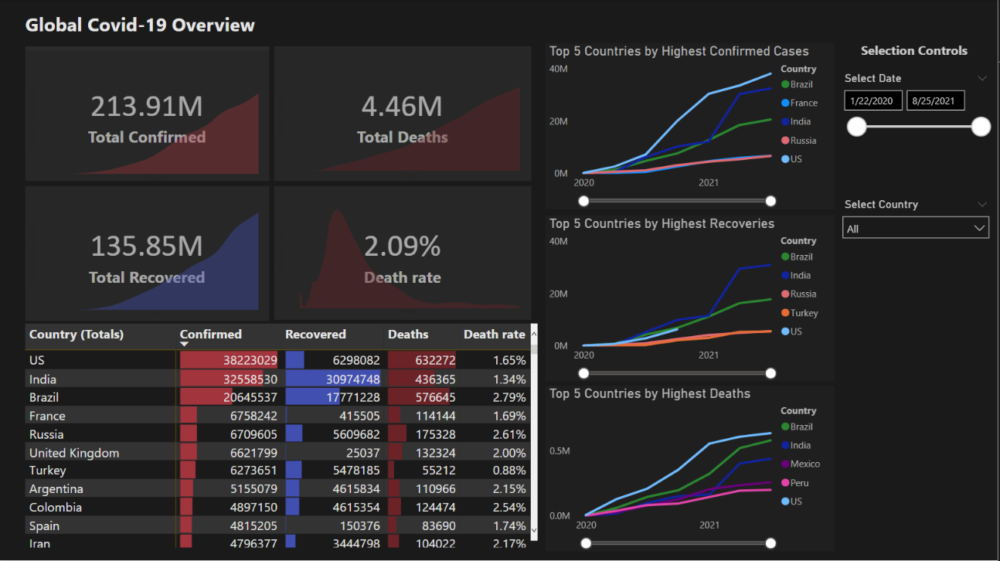 Global Covid-19 Overview
213.91M
Total Confirmed
4.46M
Total Deaths
135.85M
Total Recovered
2.09%
Death rate
Country (Totals) Confirmed Recovered Deaths Death rate
US 38223029 6298082 632272 1.65%
India 32558530 30974748 436365 1.34%
Brazil 20645537 17771228 576645 2.79%
France 6758242 415505 114144 1.69%
Russia 6709605 5609682 175328 2.61%
United Kingdom 6621799 25037 132324 2.00%
Turkey 6273651 5478185 55212 0.88%
Argentina 5155079 4615834 110966 2.15%
Colombia 4897150 4615354 124474 2.54%
Spain 4815205 150376 83690 1.74%
Iran 4796377 3444798 104022 2.17%
Top 5 Countries by Highest Confirmed Cases
40M
20M
0M
2020 2021
Country
Brazil
France
India
Russia
US
Top 5 Countries by Highest Recoveries
40M
20M
0M
2020 2021
Country
Brazil
India
Russia
Turkey
US
Top 5 Countries by Highest Deaths
0.5M
0.0M
2020 2021
Country
Brazil
India
Mexico
Peru
US
Selection Controls
Select Date
1/22/2020 8/25/2021
Select Country
All